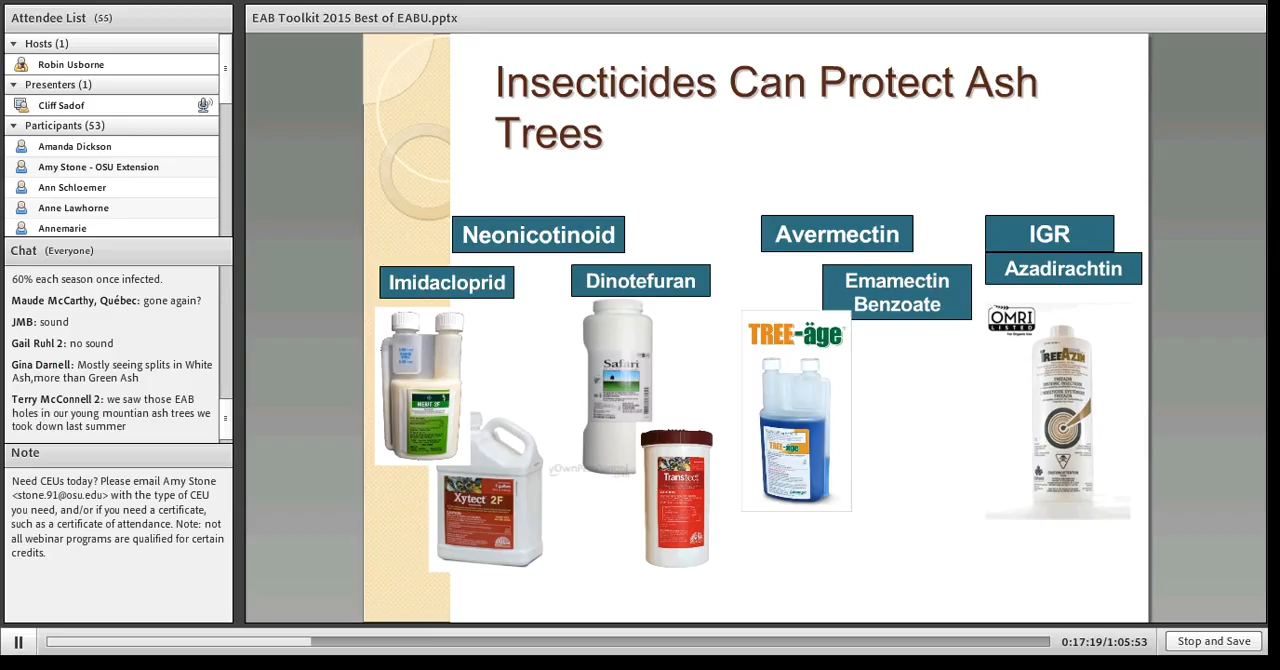 Attendee List (55)
Hosts (1)
Robin Usborne
Presenters (1)
Cliff Sadof
Participants (53)
Amanda Dickson
Amy Stone - OSU Extension
Ann Schloemer
Anne Lawhorne
Annemarie
Chat (Everyone)
60% each season once infected.
Maude McCarthy, Québec: gone again?
JMB: sound
Gail Ruhl 2: no sound
Gina Darnell: Mostly seeing splits in White
Ash,more than Green Ash
Terry McConnell 2: we saw those EAB
holes in our young mountian ash trees we
took down last summer
Note
Need CEUs today? Please email Amy Stone
<stone.91@osu.edu> with the type of CEU
you need, and/or if you need a certificate,
such as a certificate of attendance. Note: not
all webinar programs are qualified for certain
credits.
EAB Toolkit 2015 Best of EABU.pptx
Insecticides Can Protect Ash
Trees
Neonicotinoid
Avermectin
IGR
Imidacloprid
Dinotefuran
Emamectin
Benzoate
Azadirachtin
MERIT 2F
Xytect 2F
Safari
Transtect
TREE-äge
TREE-äge
OMRI
LISTED
TREEAZIN
0:17:19/1:05:53
Stop and Save